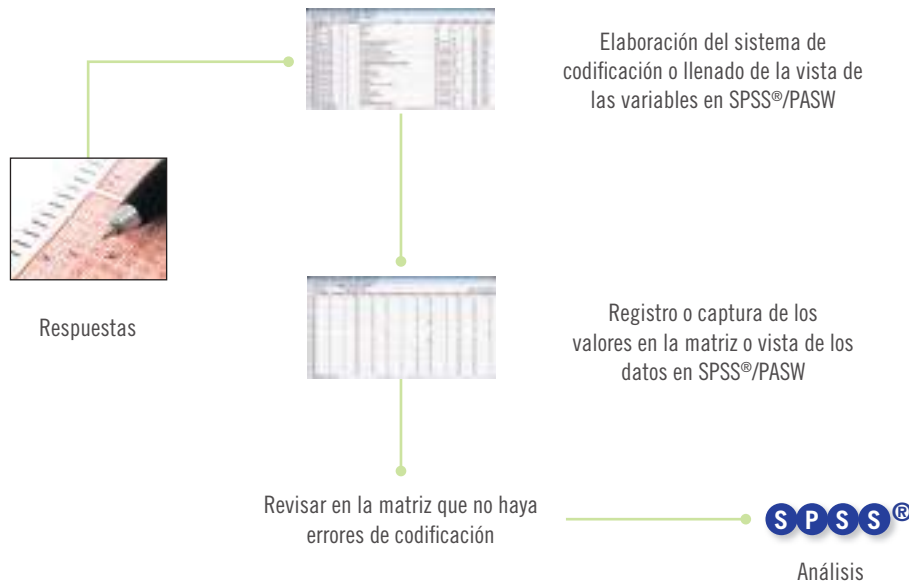 Elaboración del sistema de
codificación o llenado de la vista de
las variables en SPSS®/PASW
Respuestas
Registro o captura de los
valores en la matriz o vista de los
datos en SPSS®/PASW
Revisar en la matriz que no haya
errores de codificación
SPSS®
Análisis